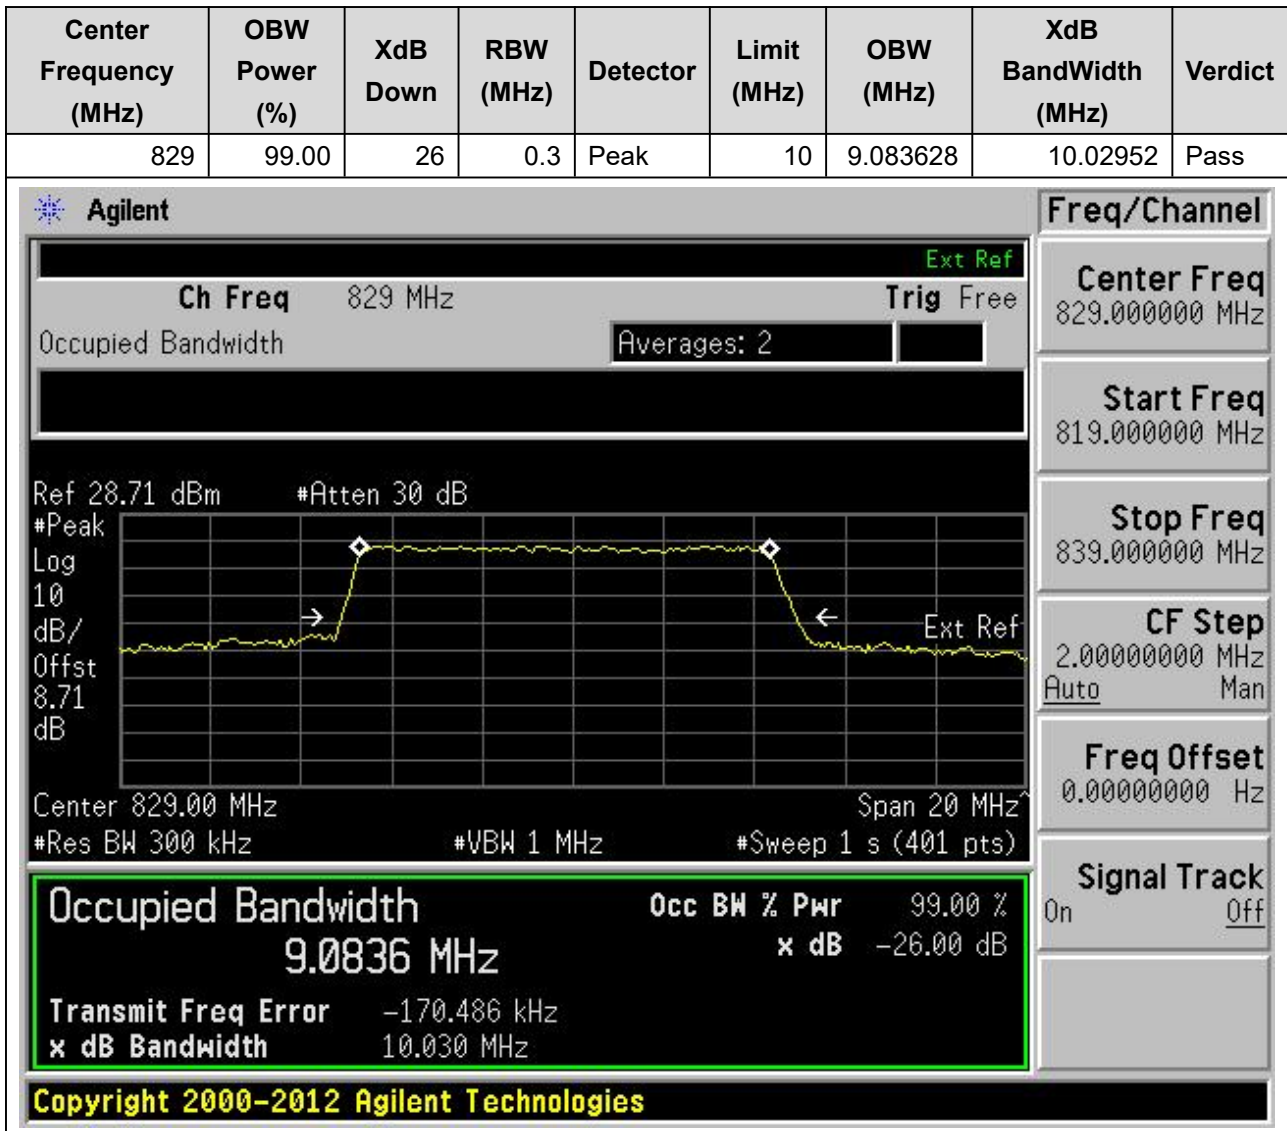 Center Frequency (MHz) OBW Power (%) XdB Down RBW (MHz) Detector Limit (MHz) OBW (MHz) XdB BandWidth (MHz) Verdict
829 99.00 26 0.3 Peak 10 9.083628 10.02952 Pass
Agilent
Freq/Channel
Ext Ref
Ch Freq 829 MHz Trig Free
Occupied Bandwidth Averages: 2
Center Freq
829.000000 MHz
Start Freq
819.000000 MHz
Stop Freq
839.000000 MHz
CF Step
2.00000000 MHz
Auto Man
Freq Offset
0.00000000 Hz
Signal Track
On Off
Ref 28.71 dBm #Atten 30 dB
#Peak
Log
10
dB/
Offst
8.71
dB
Ext Ref
Center 829.00 MHz Span 20 MHz^
#Res BW 300 kHz #VBW 1 MHz #Sweep 1 s (401 pts)
Occupied Bandwidth Occ BW % Pwr 99.00 %
9.0836 MHz x dB -26.00 dB
Transmit Freq Error -170.486 kHz
x dB Bandwidth 10.030 MHz
Copyright 2000-2012 Agilent Technologies